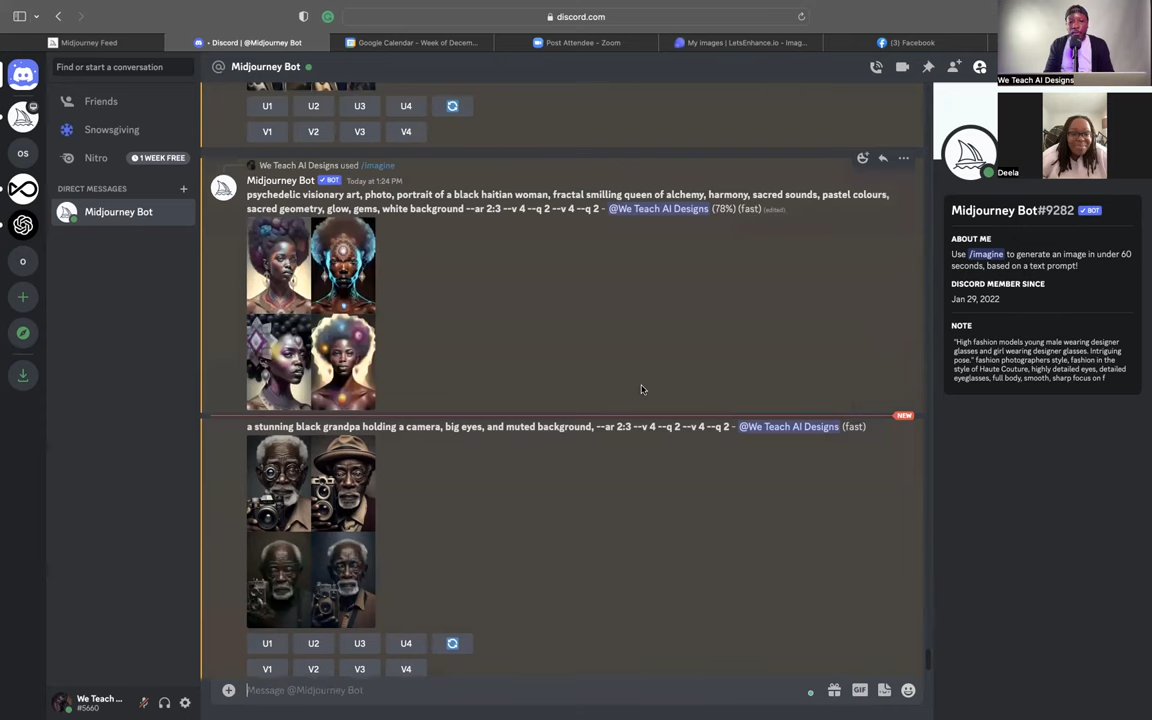 discord.com
Midjourney Feed
• Discord | @Midjourney Bot
Google Calendar - Week of Decem...
Post Attendee - Zoom
My images | LetsEnhance.io - Imag...
(3) Facebook
We Teach AI Designs
Find or start a conversation
Midjourney Bot
Friends
Snowsgiving
Nitro
1 WEEK FREE
DIRECT MESSAGES
Midjourney Bot
OS
O
U1 U2 U3 U4
V1 V2 V3 V4
We Teach AI Designs used /imagine
Midjourney Bot BOT Today at 1:24 PM
psychedelic visionary art, photo, portrait of a black haitian woman, fractal smilling queen of alchemy, harmony, sacred sounds, pastel colours,
sacred geometry, glow, gems, white background --ar 2:3 --v 4 --q 2 --v 4 --q 2 - @We Teach AI Designs (78%) (fast) (edited)
NEW
a stunning black grandpa holding a camera, big eyes, and muted background, --ar 2:3 --v 4 --q 2 --v 4 --q 2 - @We Teach AI Designs (fast)
U1 U2 U3 U4
V1 V2 V3 V4
Message @Midjourney Bot
GIF
We Teach ...
#5660
Deela
Midjourney Bot#9282 BOT
ABOUT ME
Use /imagine to generate an image in under 60
seconds, based on a text prompt!
DISCORD MEMBER SINCE
Jan 29, 2022
NOTE
"High fashion models young male wearing designer
glasses and girl wearing designer glasses. Intriguing
pose." fashion photographers style, fashion in the
style of Haute Couture, highly detailed eyes, detailed
eyeglasses, full body, smooth, sharp focus on f